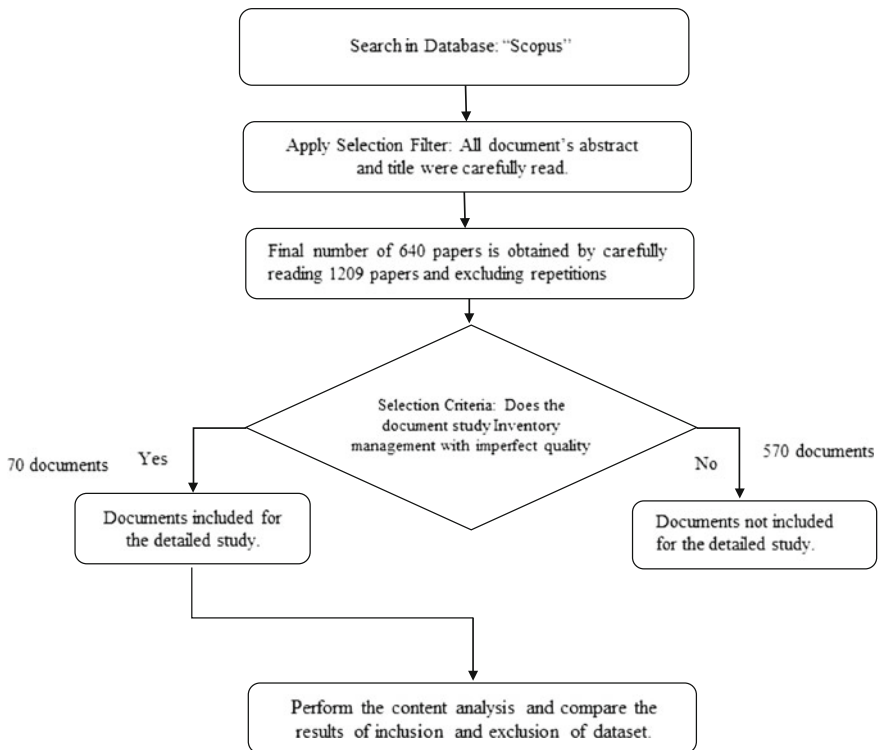 Search in Database: “Scopus”
Apply Selection Filter: All document’s abstract
and title were carefully read.
Final number of 640 papers is obtained by carefully
reading 1209 papers and excluding repetitions
Selection Criteria: Does the
document study Inventory
management with imperfect quality
70 documents
Yes
No
570 documents
Documents included for
the detailed study.
Documents not included
for the detailed study.
Perform the content analysis and compare the
results of inclusion and exclusion of dataset.